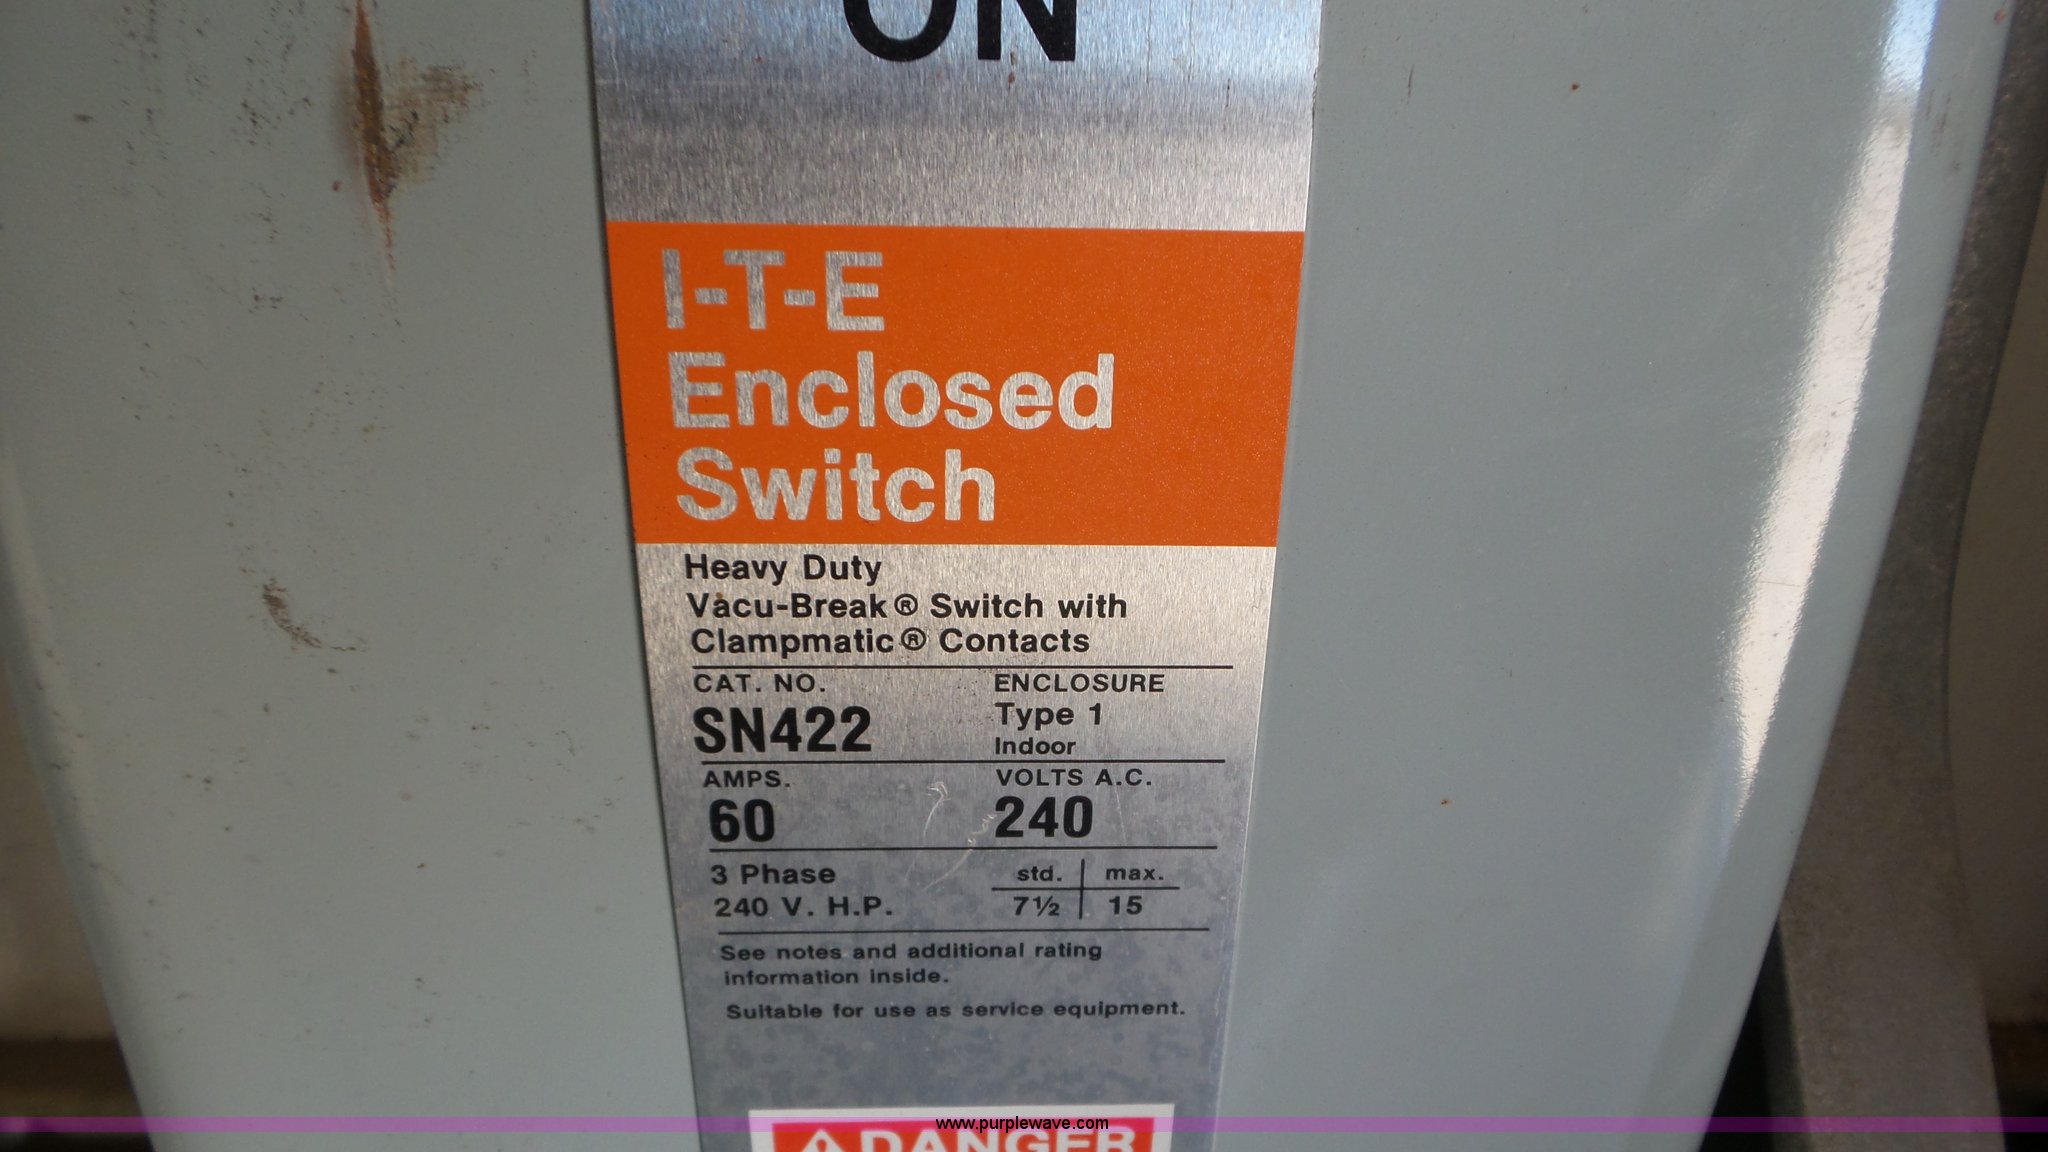 ON
I-T-E
Enclosed
Switch
Heavy Duty
Vacu-Break® Switch with
Clampmatic® Contacts
CAT. NO. ENCLOSURE
SN422 Type 1
Indoor
AMPS. VOLTS A.C.
60 240
3 Phase std. max.
240 V. H.P. 7½ 15
See notes and additional rating
information inside.
Suitable for use as service equipment.
www.purplewave.com
⚠ DANGER